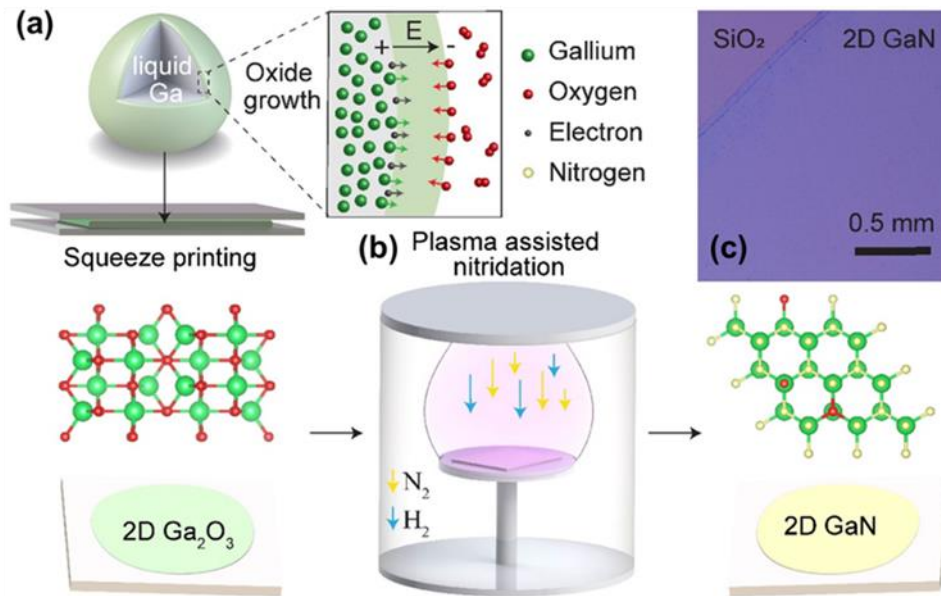 (a)
liquid
Ga
Oxide
growth
+ E -
Gallium
Oxygen
Electron
Nitrogen
Squeeze printing
(b) Plasma assisted
nitridation
SiO₂ 2D GaN
0.5 mm
(c)
N₂
H₂
2D Ga₂O₃
2D GaN